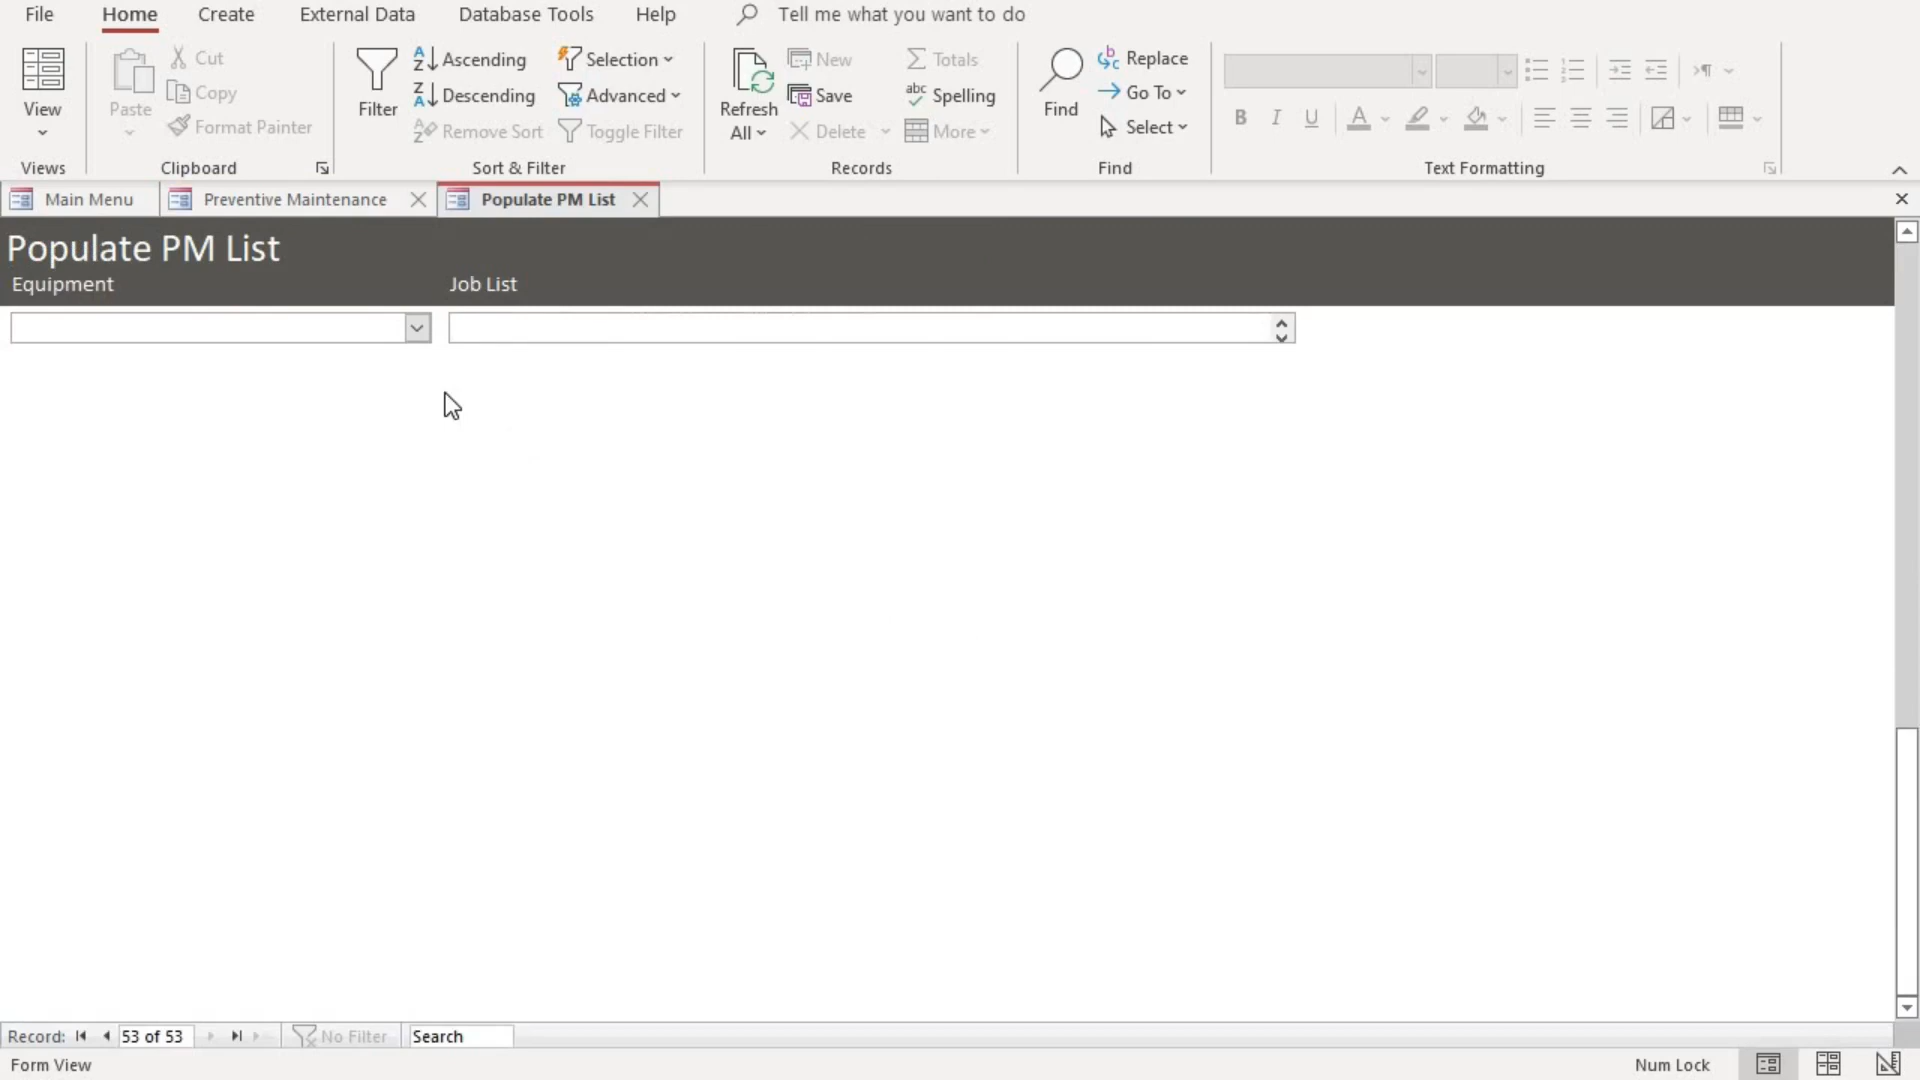 File Home Create External Data Database Tools Help Tell me what you want to do
View
Paste
Cut
Copy
Format Painter
Filter
Ascending
Descending
Remove Sort
Selection
Advanced
Toggle Filter
Refresh
All
New
Save
Delete
Totals
Spelling
More
Find
Replace
Go To
Select
B I U
Views Clipboard Sort & Filter Records Find Text Formatting
Main Menu Preventive Maintenance Populate PM List
Populate PM List
Equipment Job List
Record: 53 of 53 No Filter Search
Form View Num Lock